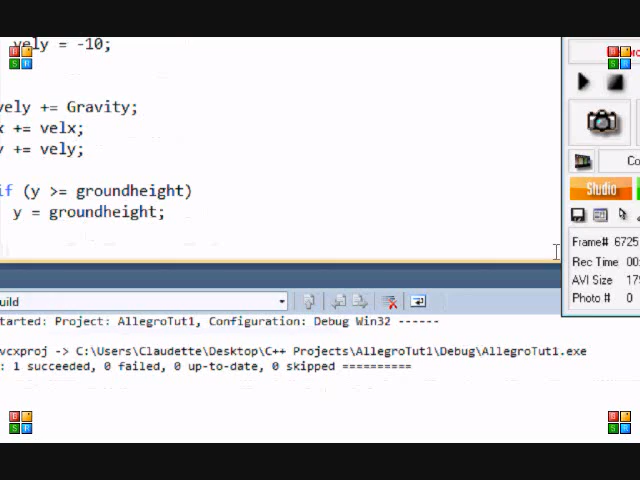 vely = -10;
vely += Gravity;
x += velx;
y += vely;
if (y >= groundheight)
y = groundheight;
Studio
Frame# 6725
Rec Time 00:
AVI Size 179
Photo # 0
uild
tarted: Project: AllegroTut1, Configuration: Debug Win32 ------
vcxproj -> C:\Users\Claudette\Desktop\C++ Projects\AllegroTut1\Debug\AllegroTut1.exe
: 1 succeeded, 0 failed, 0 up-to-date, 0 skipped ==========